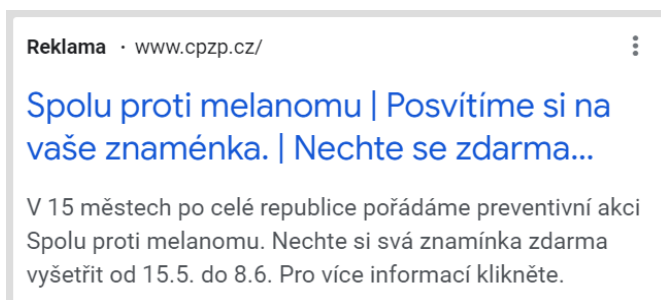 Reklama · www.cpzp.cz/
Spolu proti melanomu | Posvítíme si na
vaše znaménka. | Nechte se zdarma...
V 15 městech po celé republice pořádáme preventivní akci
Spolu proti melanomu. Nechte si svá znamínka zdarma
vyšetřit od 15.5. do 8.6. Pro více informací klikněte.